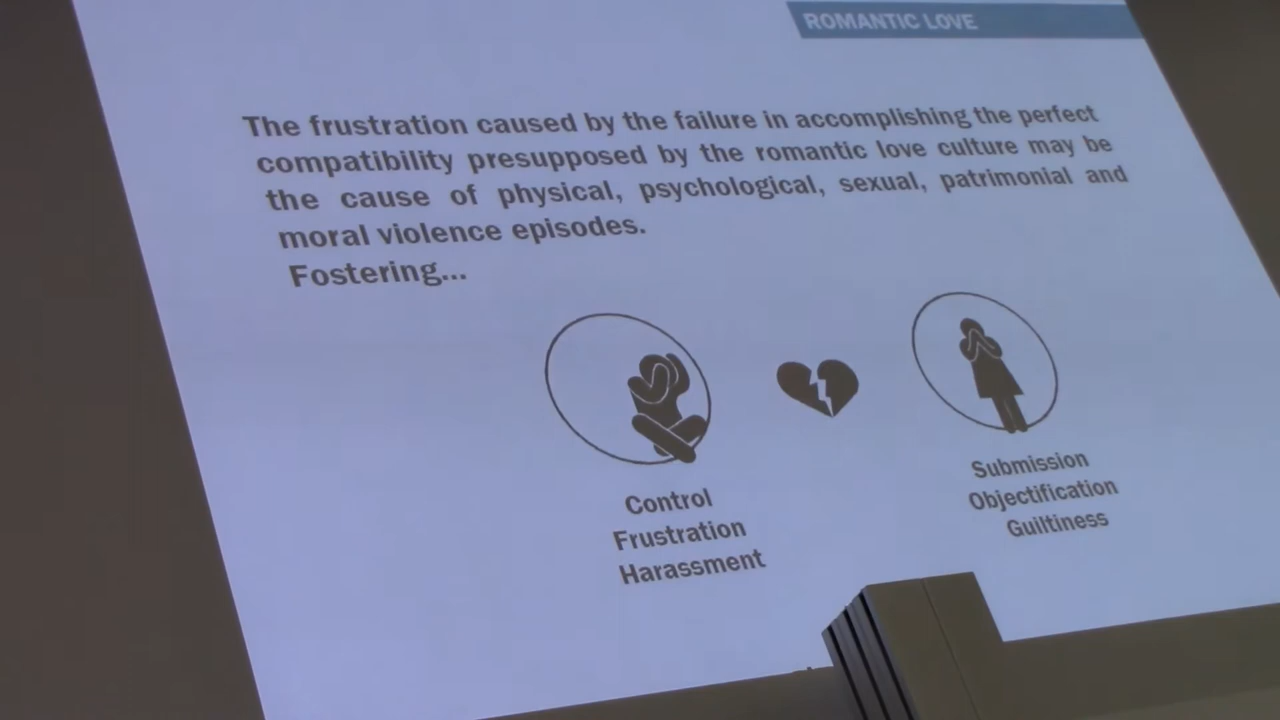 ROMANTIC LOVE
The frustration caused by the failure in accomplishing the perfect
compatibility presupposed by the romantic love culture may be
the cause of physical, psychological, sexual, patrimonial and
moral violence episodes.
Fostering...
Control
Frustration
Harassment
Submission
Objectification
Guiltiness